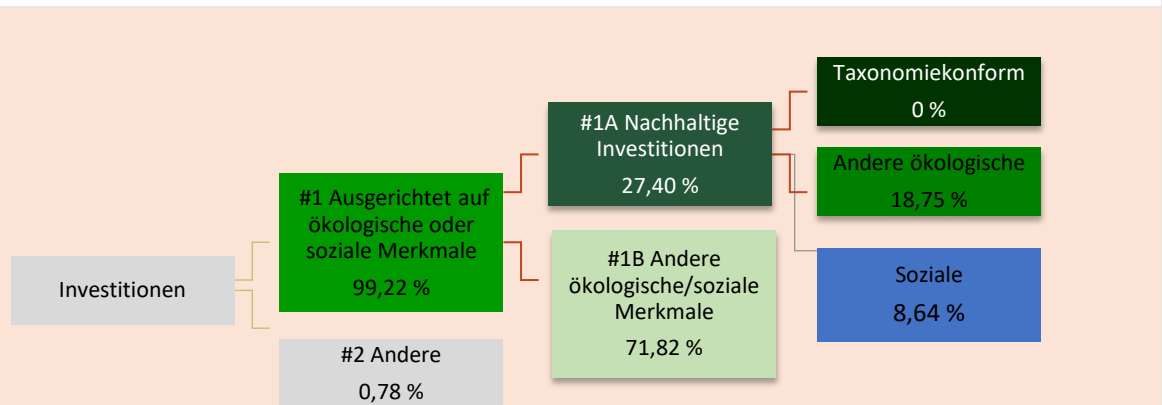 Investitionen
#1 Ausgerichtet auf
ökologische oder
soziale Merkmale
99,22 %
#2 Andere
0,78 %
#1A Nachhaltige
Investitionen
27,40 %
#1B Andere
ökologische/soziale
Merkmale
71,82 %
Taxonomiekonform
0 %
Andere ökologische
18,75 %
Soziale
8,64 %